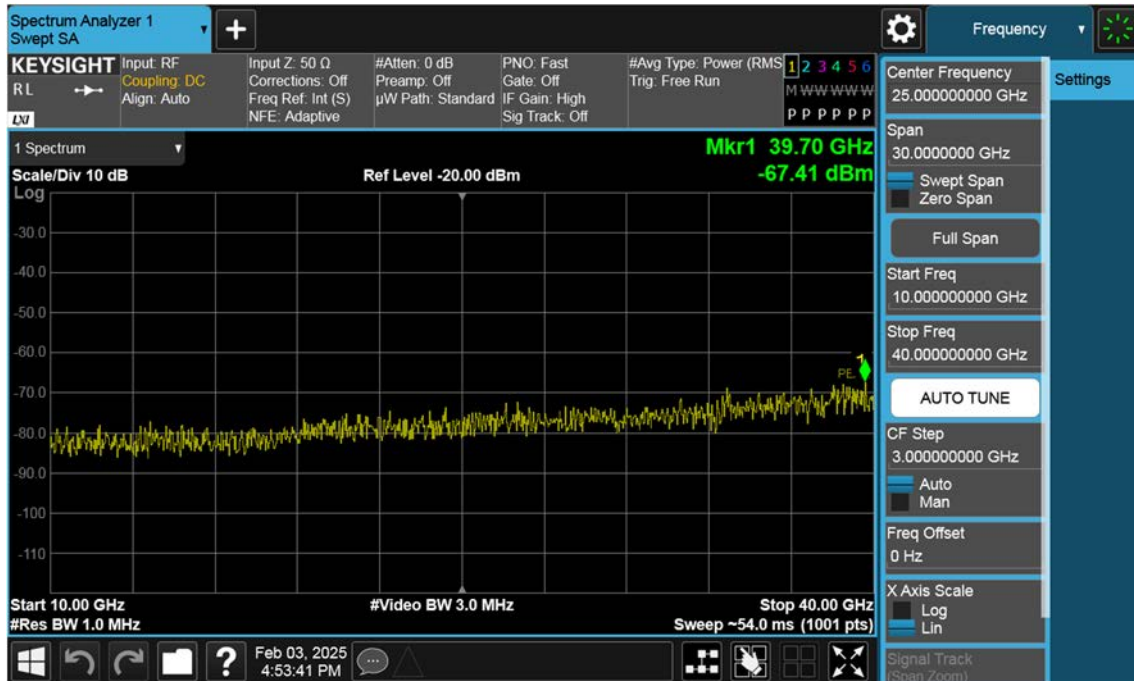 Spectrum Analyzer 1
Swept SA
Frequency
KEYSIGHT
RL
LXI
Input: RF
Coupling: DC
Align: Auto
Input Z: 50 Ω
Corrections: Off
Freq Ref: Int (S)
NFE: Adaptive
#Atten: 0 dB
Preamp: Off
µW Path: Standard
PNO: Fast
Gate: Off
IF Gain: High
Sig Track: Off
#Avg Type: Power (RMS
Trig: Free Run
1 2 3 4 5 6
M W W W W W
P P P P P P
1 Spectrum
Mkr1 39.70 GHz
-67.41 dBm
Scale/Div 10 dB
Ref Level -20.00 dBm
Log
-30.0
-40.0
-50.0
-60.0
-70.0
-80.0
-90.0
-100
-110
1
PE
Start 10.00 GHz
#Video BW 3.0 MHz
Stop 40.00 GHz
#Res BW 1.0 MHz
Sweep ~54.0 ms (1001 pts)
Feb 03, 2025
4:53:41 PM
Center Frequency
25.000000000 GHz
Span
30.0000000 GHz
Swept Span
Zero Span
Full Span
Start Freq
10.000000000 GHz
Stop Freq
40.000000000 GHz
AUTO TUNE
CF Step
3.000000000 GHz
Auto
Man
Freq Offset
0 Hz
X Axis Scale
Log
Lin
Signal Track
(Span Zoom)
Settings